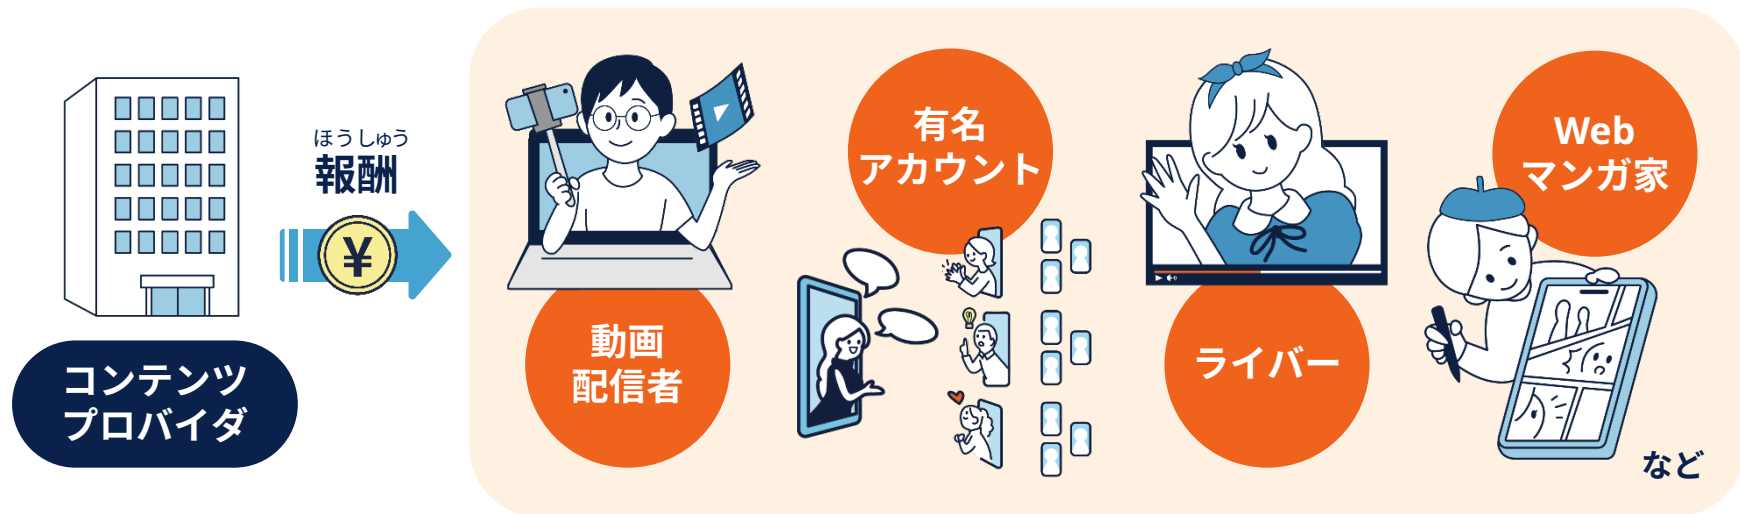 ほうしゅう
報酬
¥
コンテンツ
プロバイダ
動画
配信者
有名
アカウント
ライバー
Web
マンガ家
など